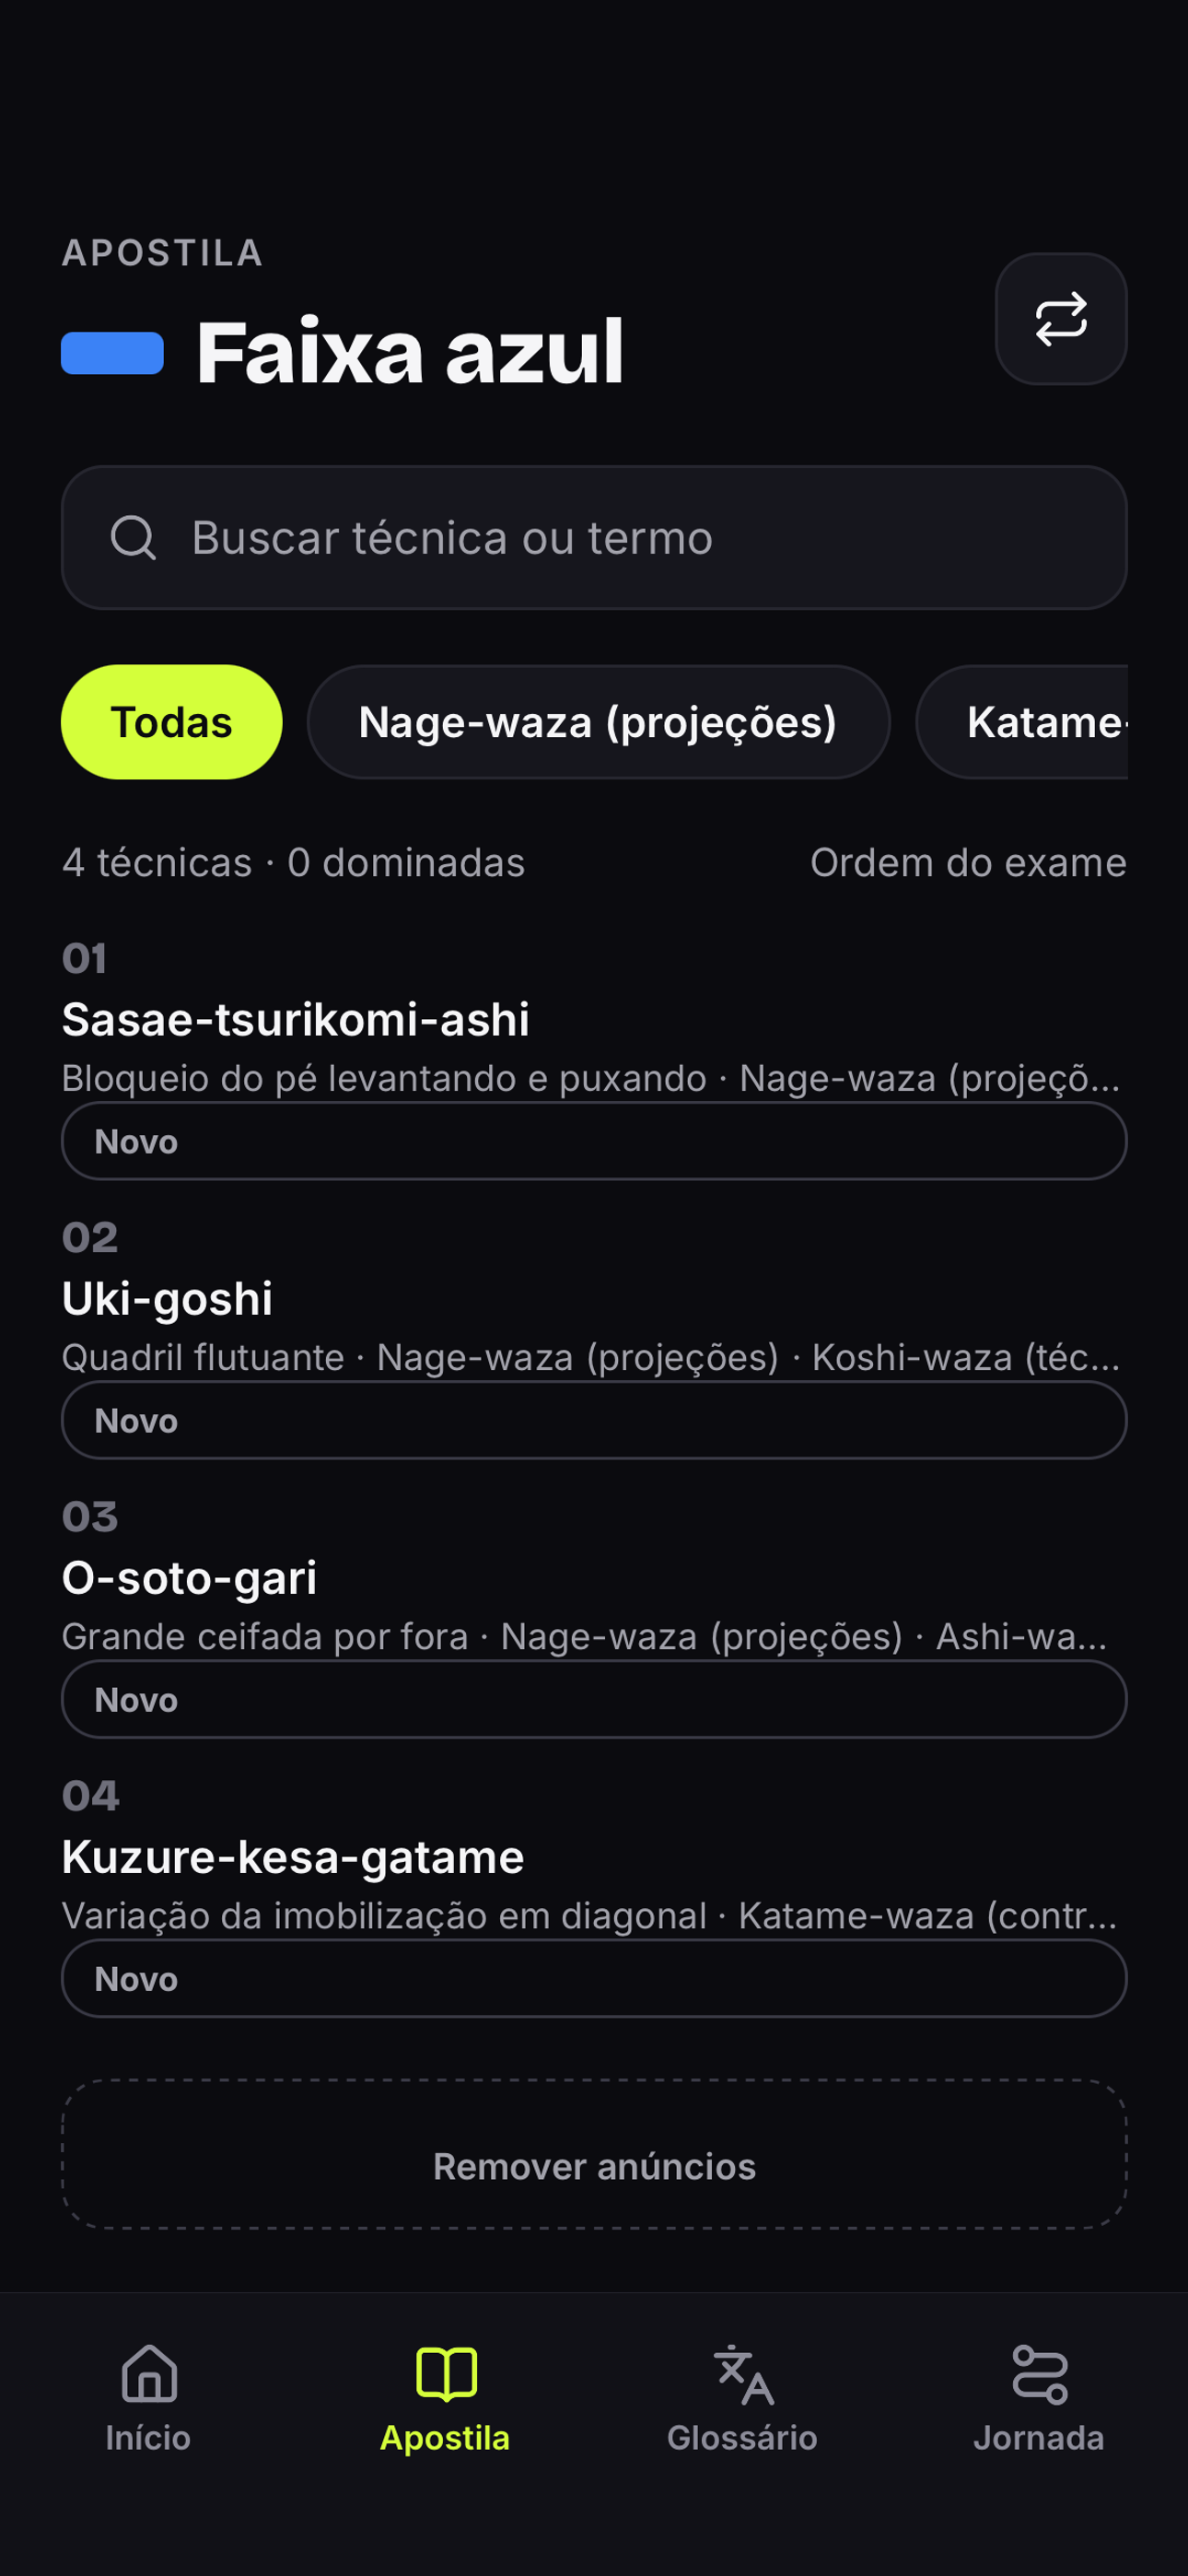 APOSTILA
Faixa azul
Buscar técnica ou termo
Todas
Nage-waza (projeções)
Katame-
4 técnicas · 0 dominadas
Ordem do exame
01
Sasae-tsurikomi-ashi
Bloqueio do pé levantando e puxando · Nage-waza (projeçõ...
Novo
02
Uki-goshi
Quadril flutuante · Nage-waza (projeções) · Koshi-waza (téc...
Novo
03
O-soto-gari
Grande ceifada por fora · Nage-waza (projeções) · Ashi-wa...
Novo
04
Kuzure-kesa-gatame
Variação da imobilização em diagonal · Katame-waza (contr...
Novo
Remover anúncios
Início
Apostila
Glossário
Jornada